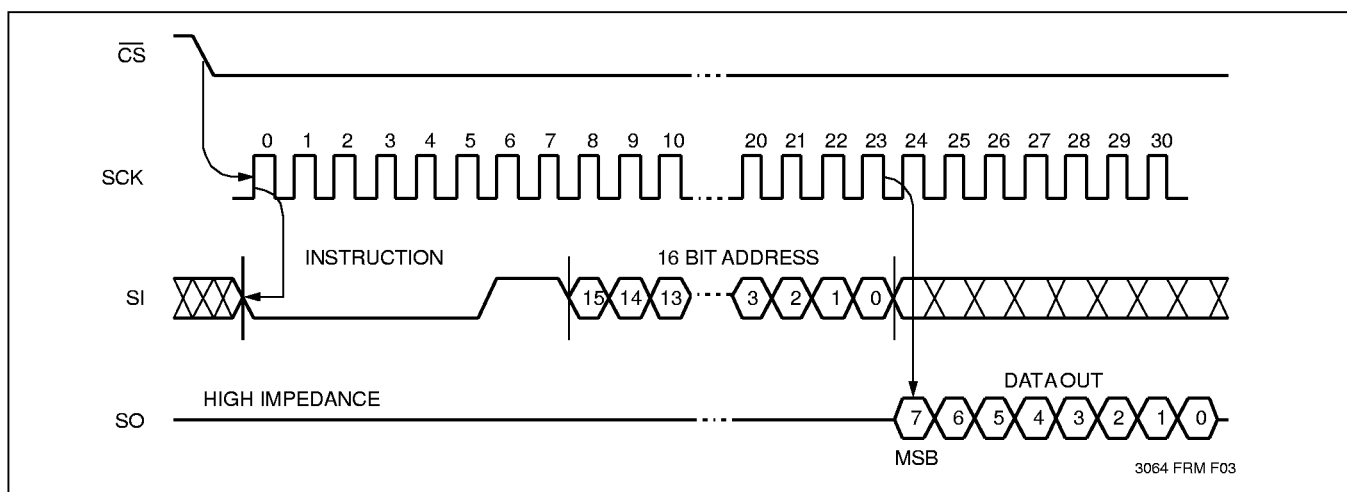 CS
0 1 2 3 4 5 6 7 8 9 10 20 21 22 23 24 25 26 27 28 29 30
SCK
INSTRUCTION 16 BIT ADDRESS
SI 15 14 13 3 2 1 0
DATA OUT
HIGH IMPEDANCE
SO 7 6 5 4 3 2 1 0
MSB
3064 FRM F03